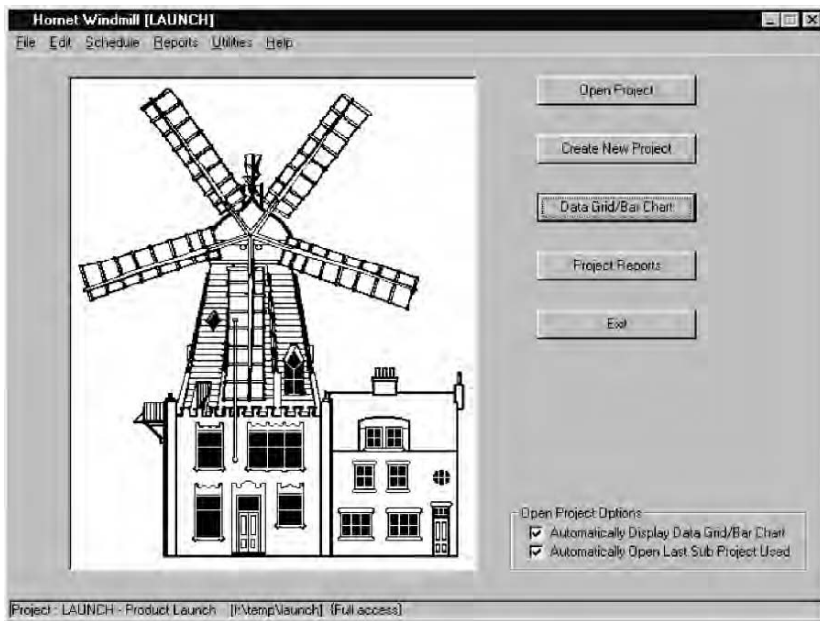 Hornet Windmill [LAUNCH]
File Edit Schedule Reports Utilities Help
Open Project
Create New Project
Data Grid/Bar Chart
Project Reports
Exit
Open Project Options
Automatically Display Data Grid/Bar Chart
Automatically Open Last Sub Project Used
Project : LAUNCH - Product Launch [I:\temp\launch] (Full access)